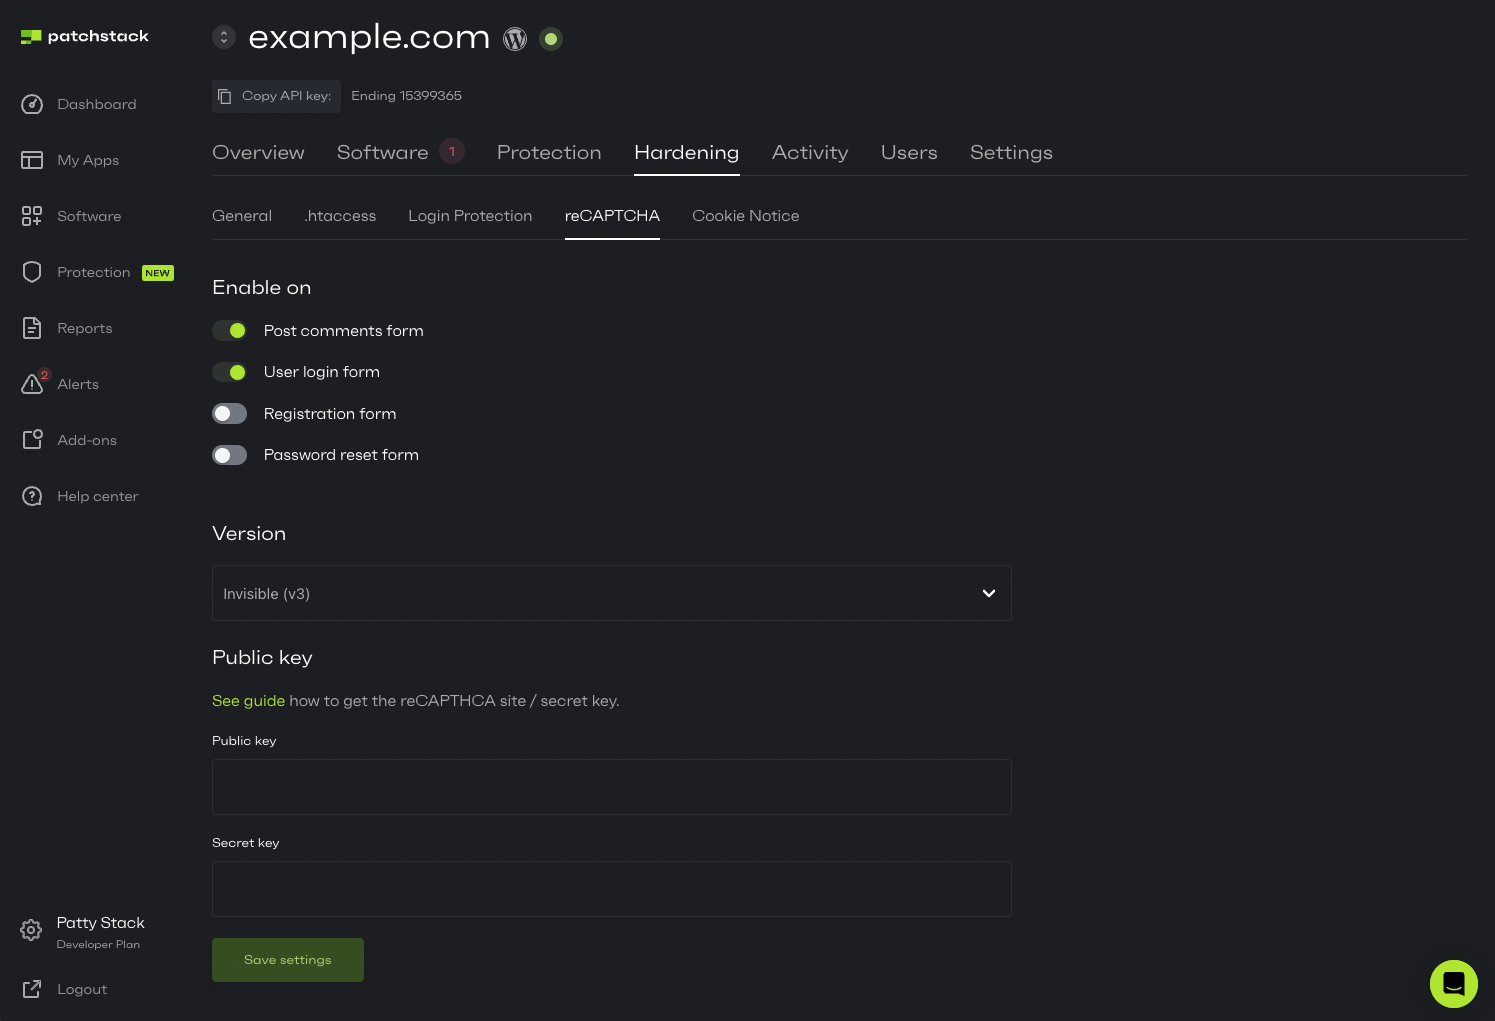 patchstack
example.com
Copy API key: Ending 15399365
Dashboard
My Apps
Software
Protection NEW
Reports
2
Alerts
Add-ons
Help center
Patty Stack
Developer Plan
Logout
Overview Software 1 Protection Hardening Activity Users Settings
General .htaccess Login Protection reCAPTCHA Cookie Notice
Enable on
Post comments form
User login form
Registration form
Password reset form
Version
Invisible (v3)
Public key
See guide how to get the reCAPTHCA site / secret key.
Public key
Secret key
Save settings